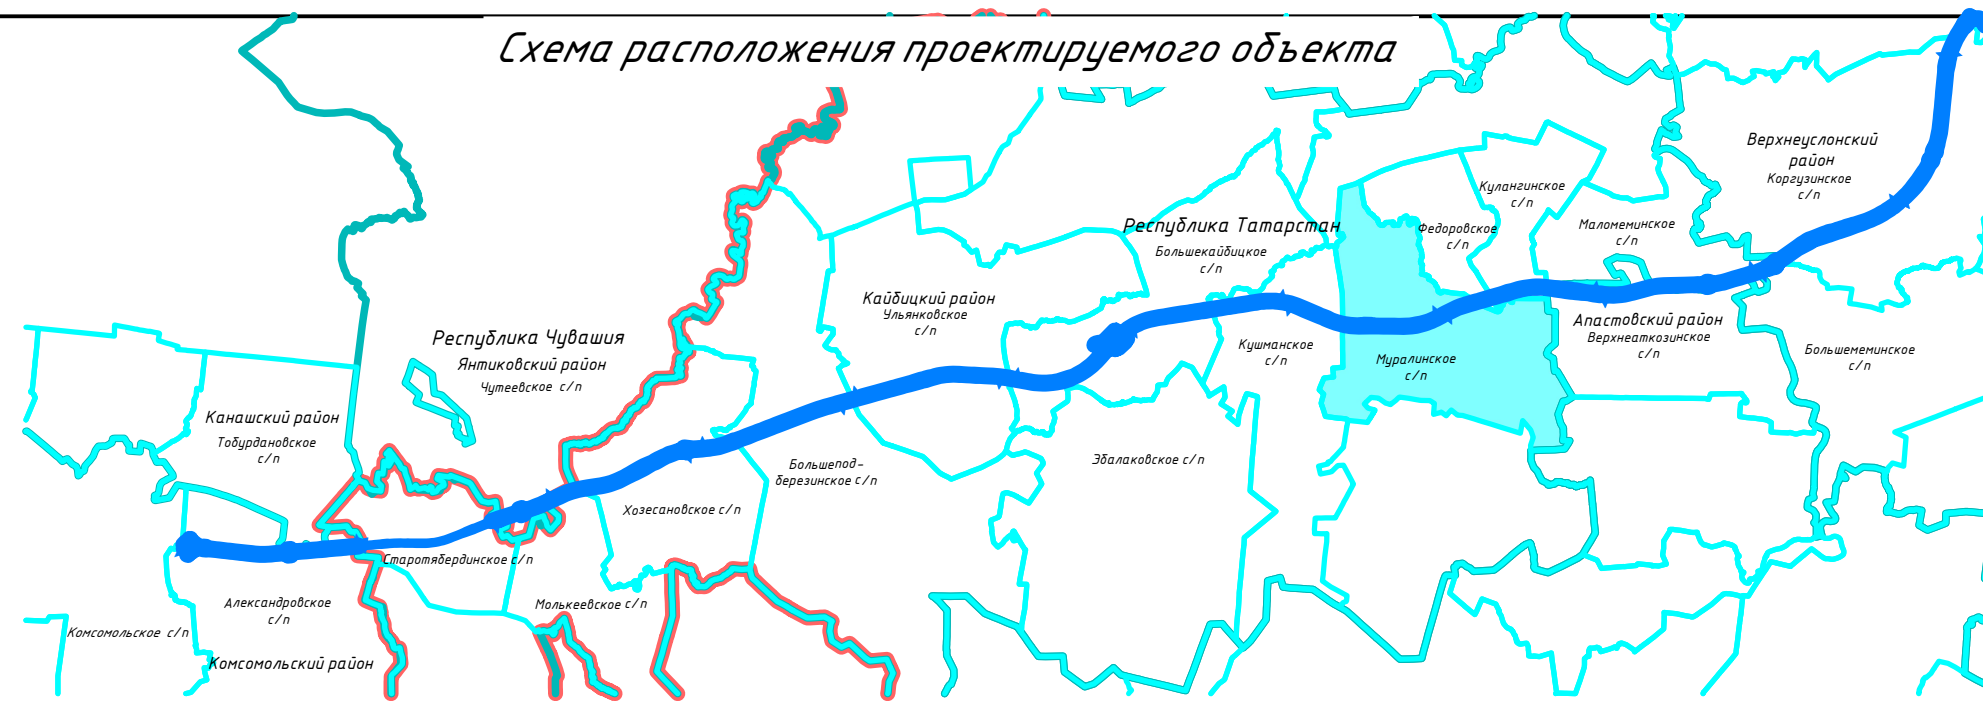 Схема расположения проектируемого объекта
Верхнеуслонский
район
Коргузинское
с/п
Кулангинское
с/п
Маломеминское
с/п
Федоровское
с/п
Республика Татарстан
Большекайбицкое
с/п
Кайбицкий район
Ульянковское
с/п
Апастовский район
Верхнеаткозинское
с/п
Большемеминское
с/п
Кушманское
с/п
Муралинское
с/п
Республика Чувашия
Янтиковский район
Чутеевское с/п
Канашский район
Тобурдановское
с/п
Большепод-
березинское с/п
Эбалаковское с/п
Хозесановское с/п
Старотябердинское с/п
Молькеевское с/п
Александровское
с/п
Комсомольское с/п
Комсомольский район